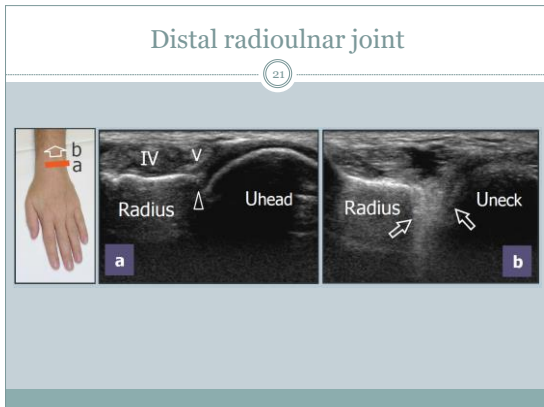 Distal radioulnar joint
21
b
a
IV
V
Radius
Uhead
a
Radius
Uneck
b